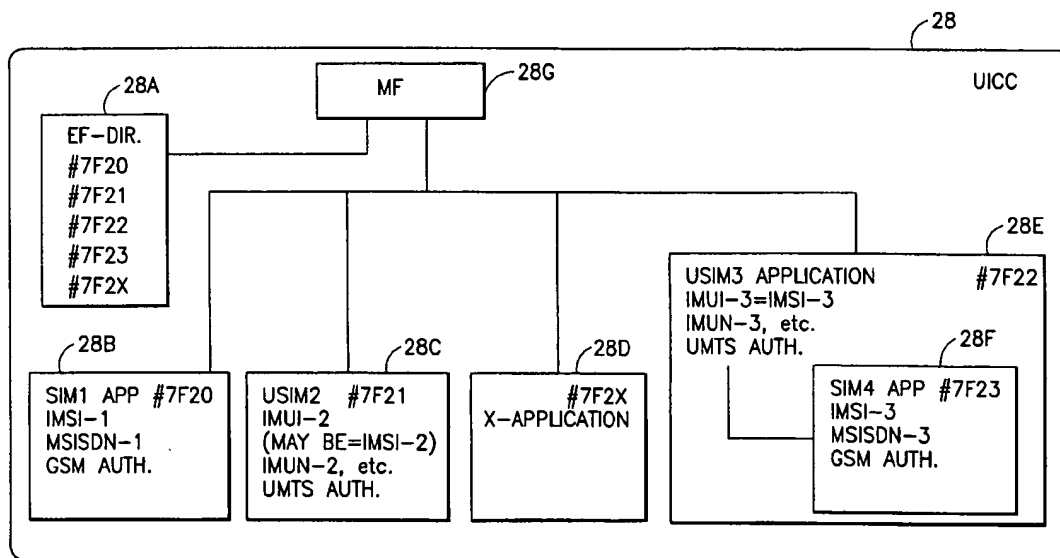 28
UICC
28G
MF
28A
EF-DIR.
#7F20
#7F21
#7F22
#7F23
#7F2X
28E
USIM3 APPLICATION #7F22
IMUI-3=IMSI-3
IMUN-3, etc.
UMTS AUTH.
28B
SIM1 APP #7F20
IMSI-1
MSISDN-1
GSM AUTH.
28C
USIM2 #7F21
IMUI-2
(MAY BE=IMSI-2)
IMUN-2, etc.
UMTS AUTH.
28D
#7F2X
X-APPLICATION
28F
SIM4 APP #7F23
IMSI-3
MSISDN-3
GSM AUTH.